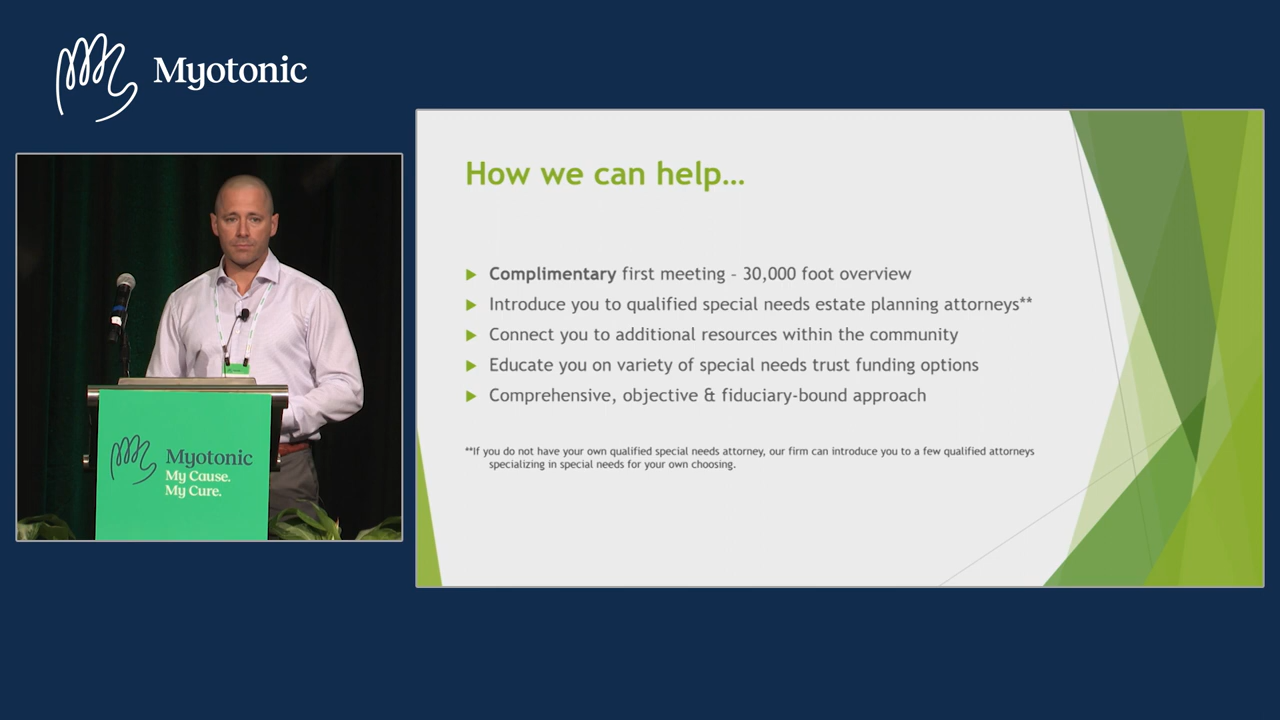 Myotonic
How we can help...
Complimentary first meeting – 30,000 foot overview
Introduce you to qualified special needs estate planning attorneys**
Connect you to additional resources within the community
Educate you on variety of special needs trust funding options
Comprehensive, objective & fiduciary-bound approach
**If you do not have your own qualified special needs attorney, our firm can introduce you to a few qualified attorneys
specializing in special needs for your own choosing.
Myotonic
My Cause.
My Cure.